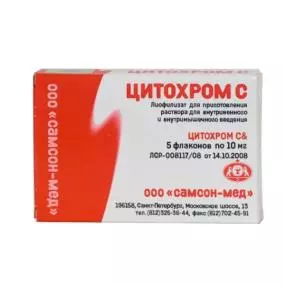 ООО «САМСОН-МЕД»
ЦИТОХРОМ С
Лиофилизат для приготовления
раствора для внутривенного
и внутримышечного введения
ЦИТОХРОМ С&
5 флаконов по 10 мг
ЛСР-008117/08 от 14.10.2008
ООО «САМСОН-МЕД»
196158, Санкт-Петербург, Московское шоссе, 13
тел. (812) 326-36-44, факс (812) 702-45-91